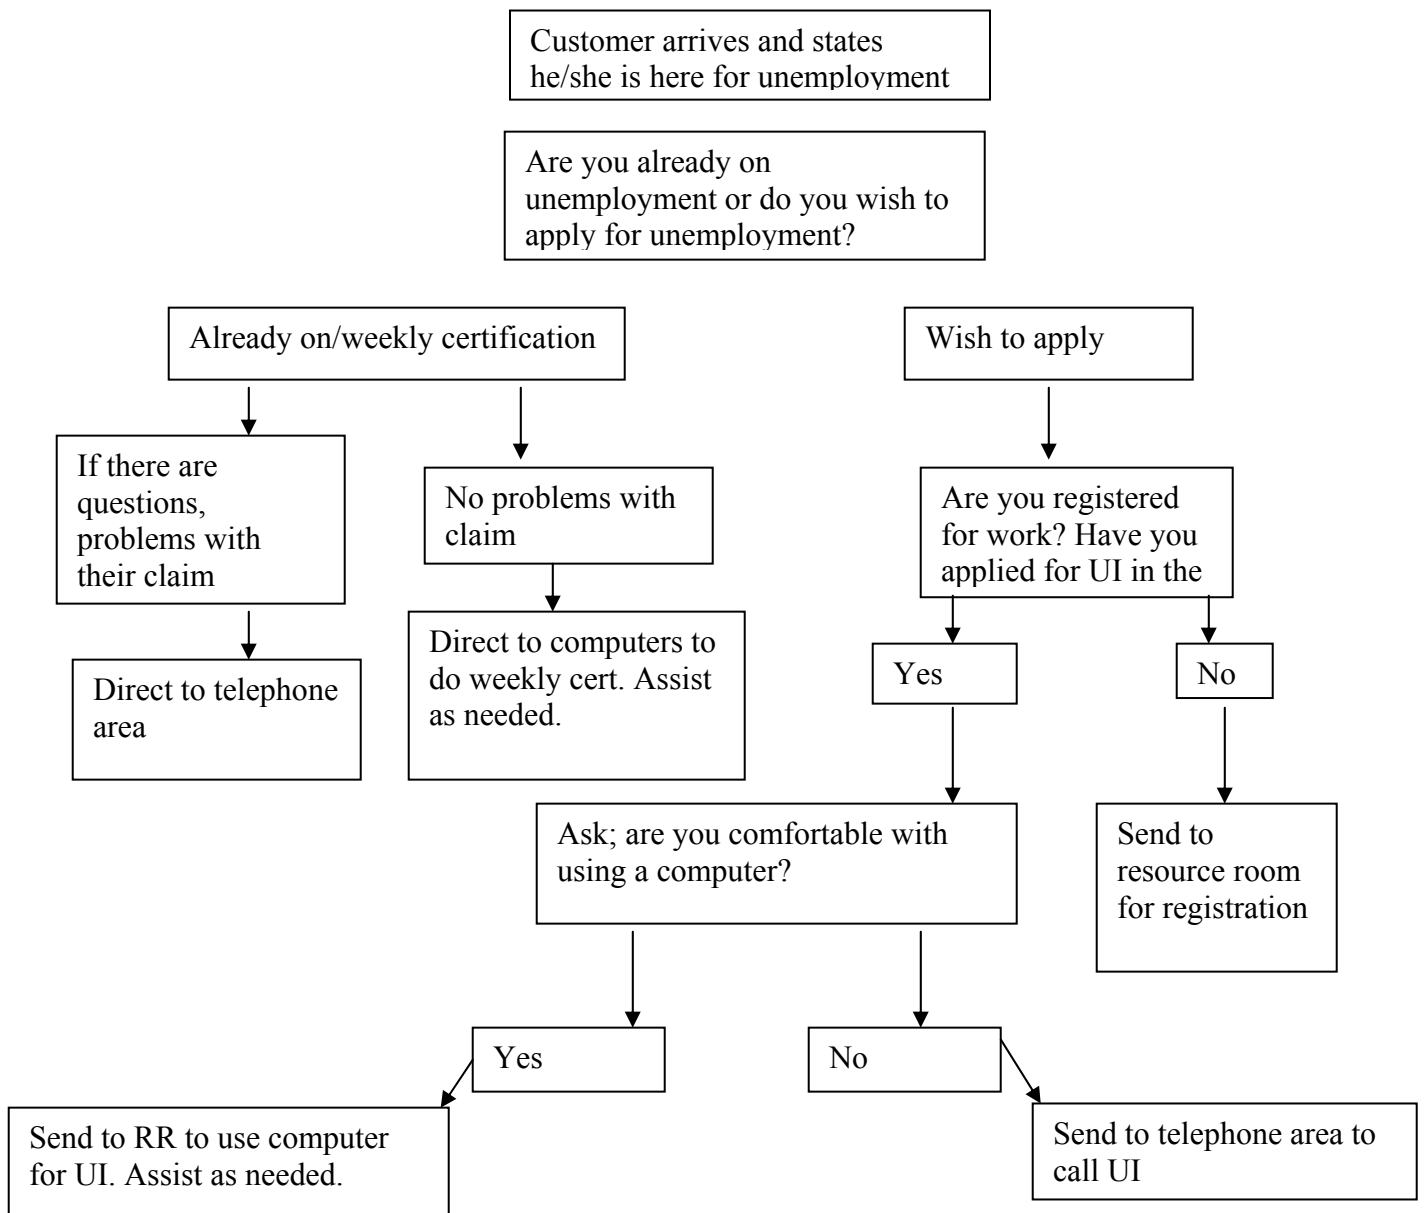 Customer arrives and states
he/she is here for unemployment
Are you already on
unemployment or do you wish to
apply for unemployment?
Already on/weekly certification
Wish to apply
If there are
questions,
problems with
their claim
No problems with
claim
Are you registered
for work? Have you
applied for UI in the
Direct to telephone
area
Direct to computers to
do weekly cert. Assist
as needed.
Yes
No
Ask; are you comfortable with
using a computer?
Send to
resource room
for registration
Yes
No
Send to RR to use computer
for UI. Assist as needed.
Send to telephone area to
call UI